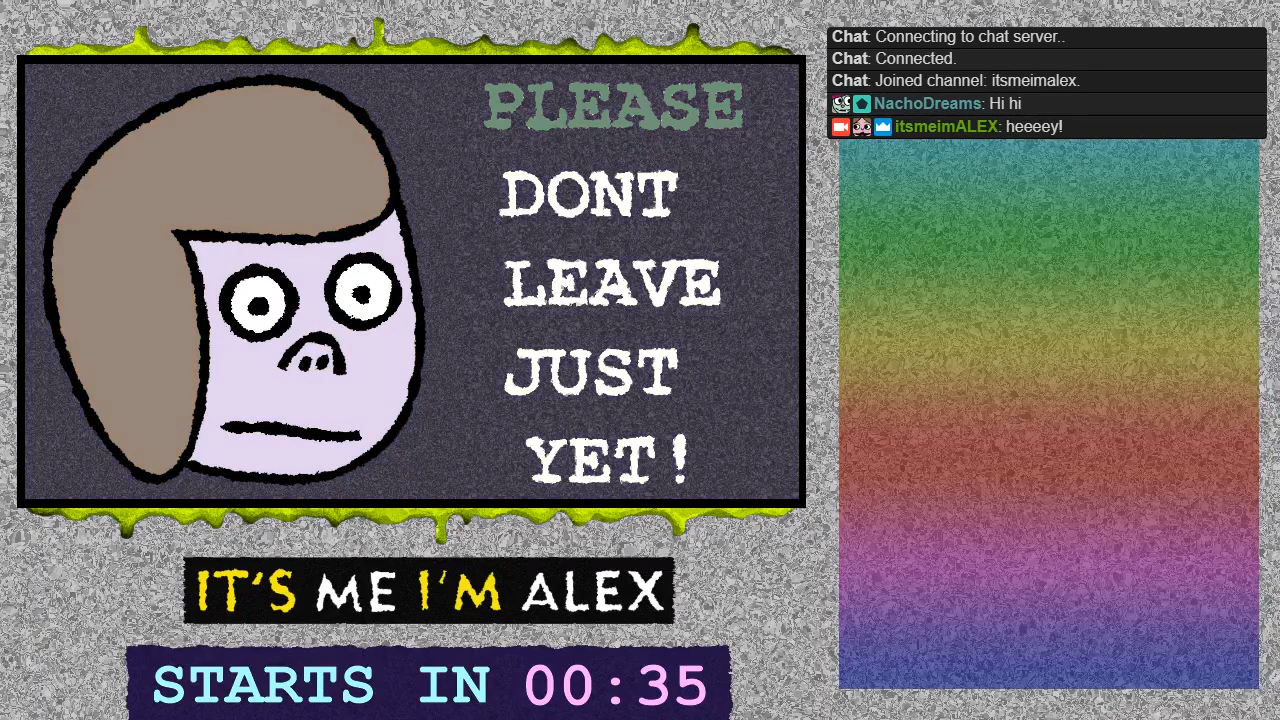 PLEASE
DONT
LEAVE
JUST
YET!
IT'S ME I'M ALEX
STARTS IN 00:35
Chat: Connecting to chat server..
Chat: Connected.
Chat: Joined channel: itsmeimalex.
NachoDreams: Hi hi
itsmeimALEX: heeeey!